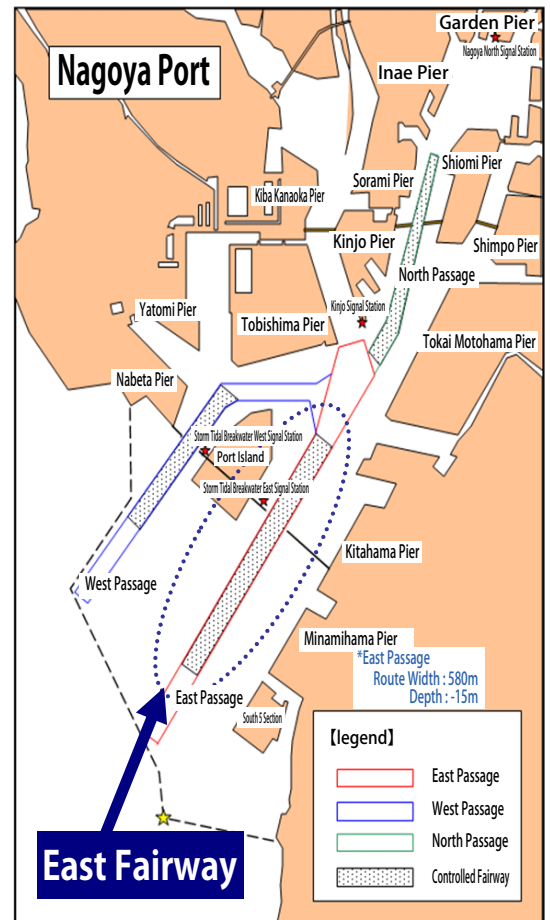 Garden Pier
Nagoya North Signal Station
Nagoya Port
Inae Pier
Shiomi Pier
Sorami Pier
Kiba Kanaoka Pier
Kinjo Pier
Shimpo Pier
North Passage
Kinjo Signal Station
Yatomi Pier
Tobishima Pier
Tokai Motohama Pier
Nabeta Pier
Storm Tidal Breakwater West Signal Station
Port Island
Storm Tidal Breakwater East Signal Station
Kitahama Pier
West Passage
Minamihama Pier
*East Passage
Route Width : 580m
Depth : -15m
East Passage
South 5 Section
【legend】
East Passage
West Passage
North Passage
Controlled Fairway
East Fairway